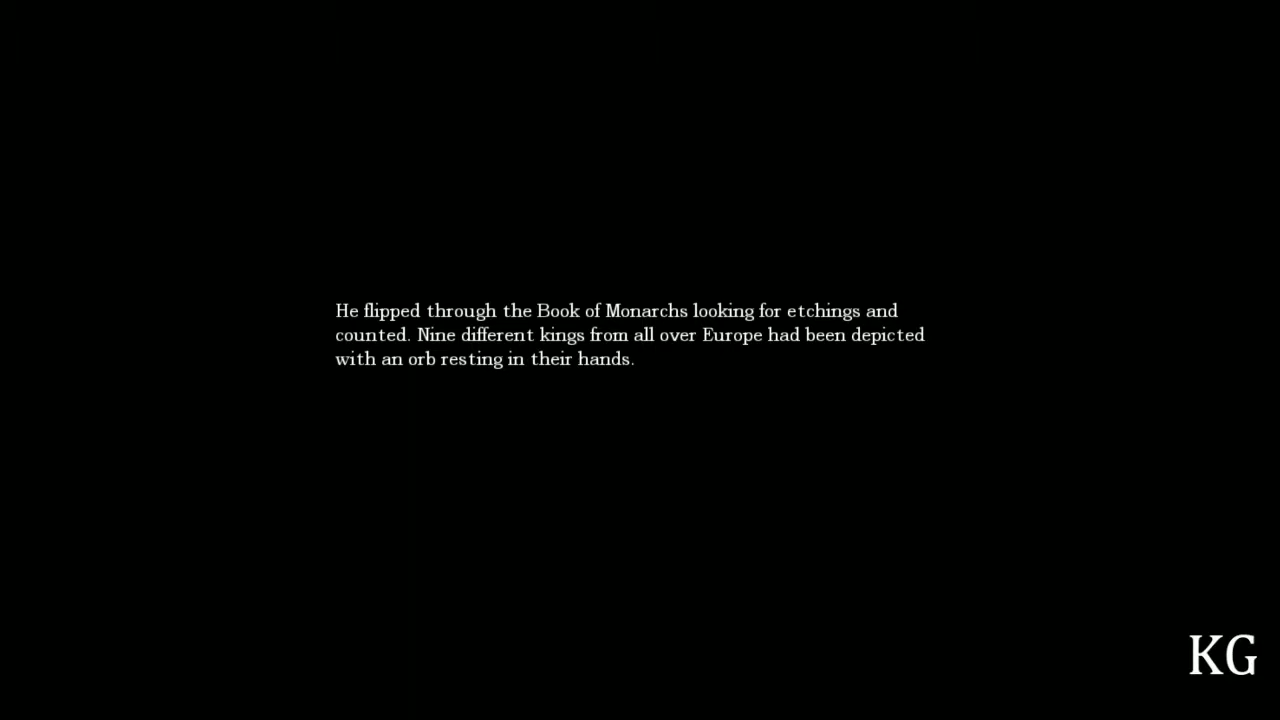 He flipped through the Book of Monarchs looking for etchings and
counted. Nine different kings from all over Europe had been depicted
with an orb resting in their hands.
KG